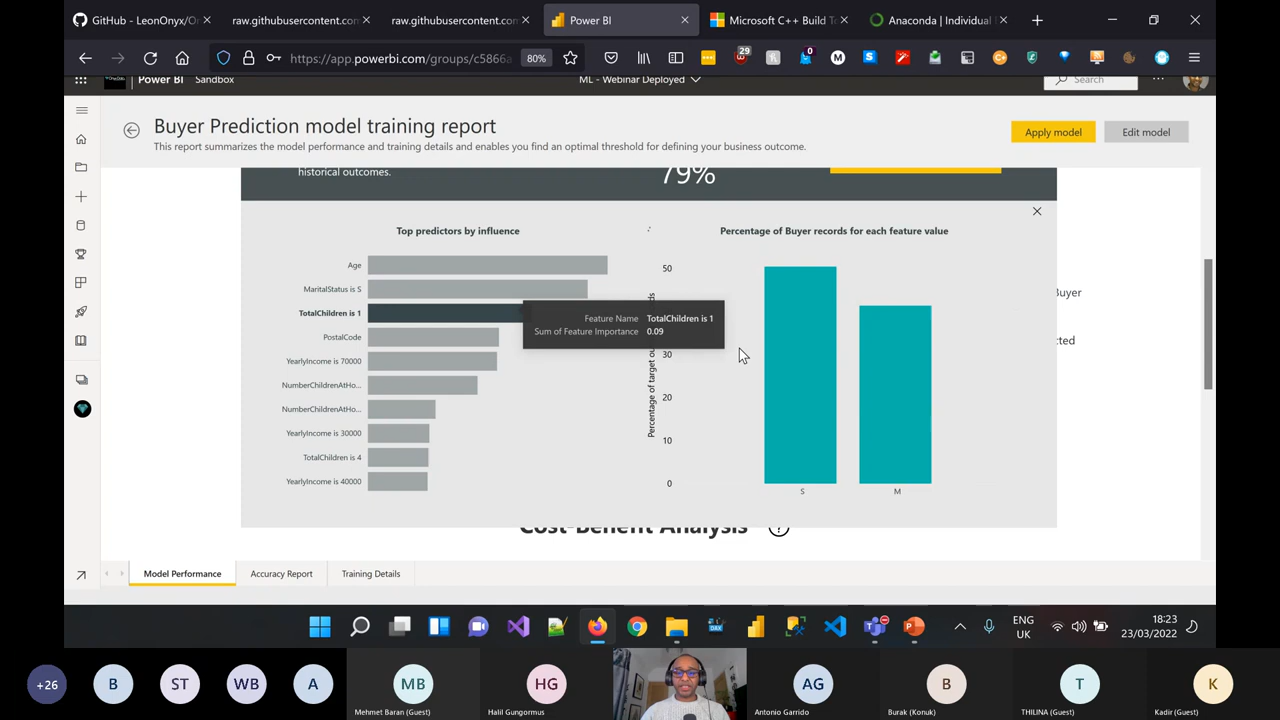 GitHub - LeonOnyx/
raw.githubusercontent.com
raw.githubusercontent.com
Power BI
Microsoft C++ Build T
Anaconda | Individual
https://app.powerbi.com/groups/c5866a
80%
29
0
Power BI
Sandbox
ML - Webinar Deployed
Search
Buyer Prediction model training report
This report summarizes the model performance and training details and enables you find an optimal threshold for defining your business outcome.
Apply model
Edit model
historical outcomes.
79%
Top predictors by influence
Age
MaritalStatus is S
TotalChildren is 1
PostalCode
YearlyIncome is 70000
NumberChildrenAtHo...
NumberChildrenAtHo...
YearlyIncome is 30000
TotalChildren is 4
YearlyIncome is 40000
Feature Name TotalChildren is 1
Sum of Feature Importance 0.09
Percentage of Buyer records for each feature value
Percentage of target
50
30
20
10
0
S
M
Buyer
Cost-Benefit Analysis
Model Performance
Accuracy Report
Training Details
ENG
UK
18:23
23/03/2022
+26
B
ST
WB
A
MB
Mehmet Baran (Guest)
HG
Halil Gungormus
AG
Antonio Garrido
B
Burak (Konuk)
T
THILINA (Guest)
K
Kadir (Guest)